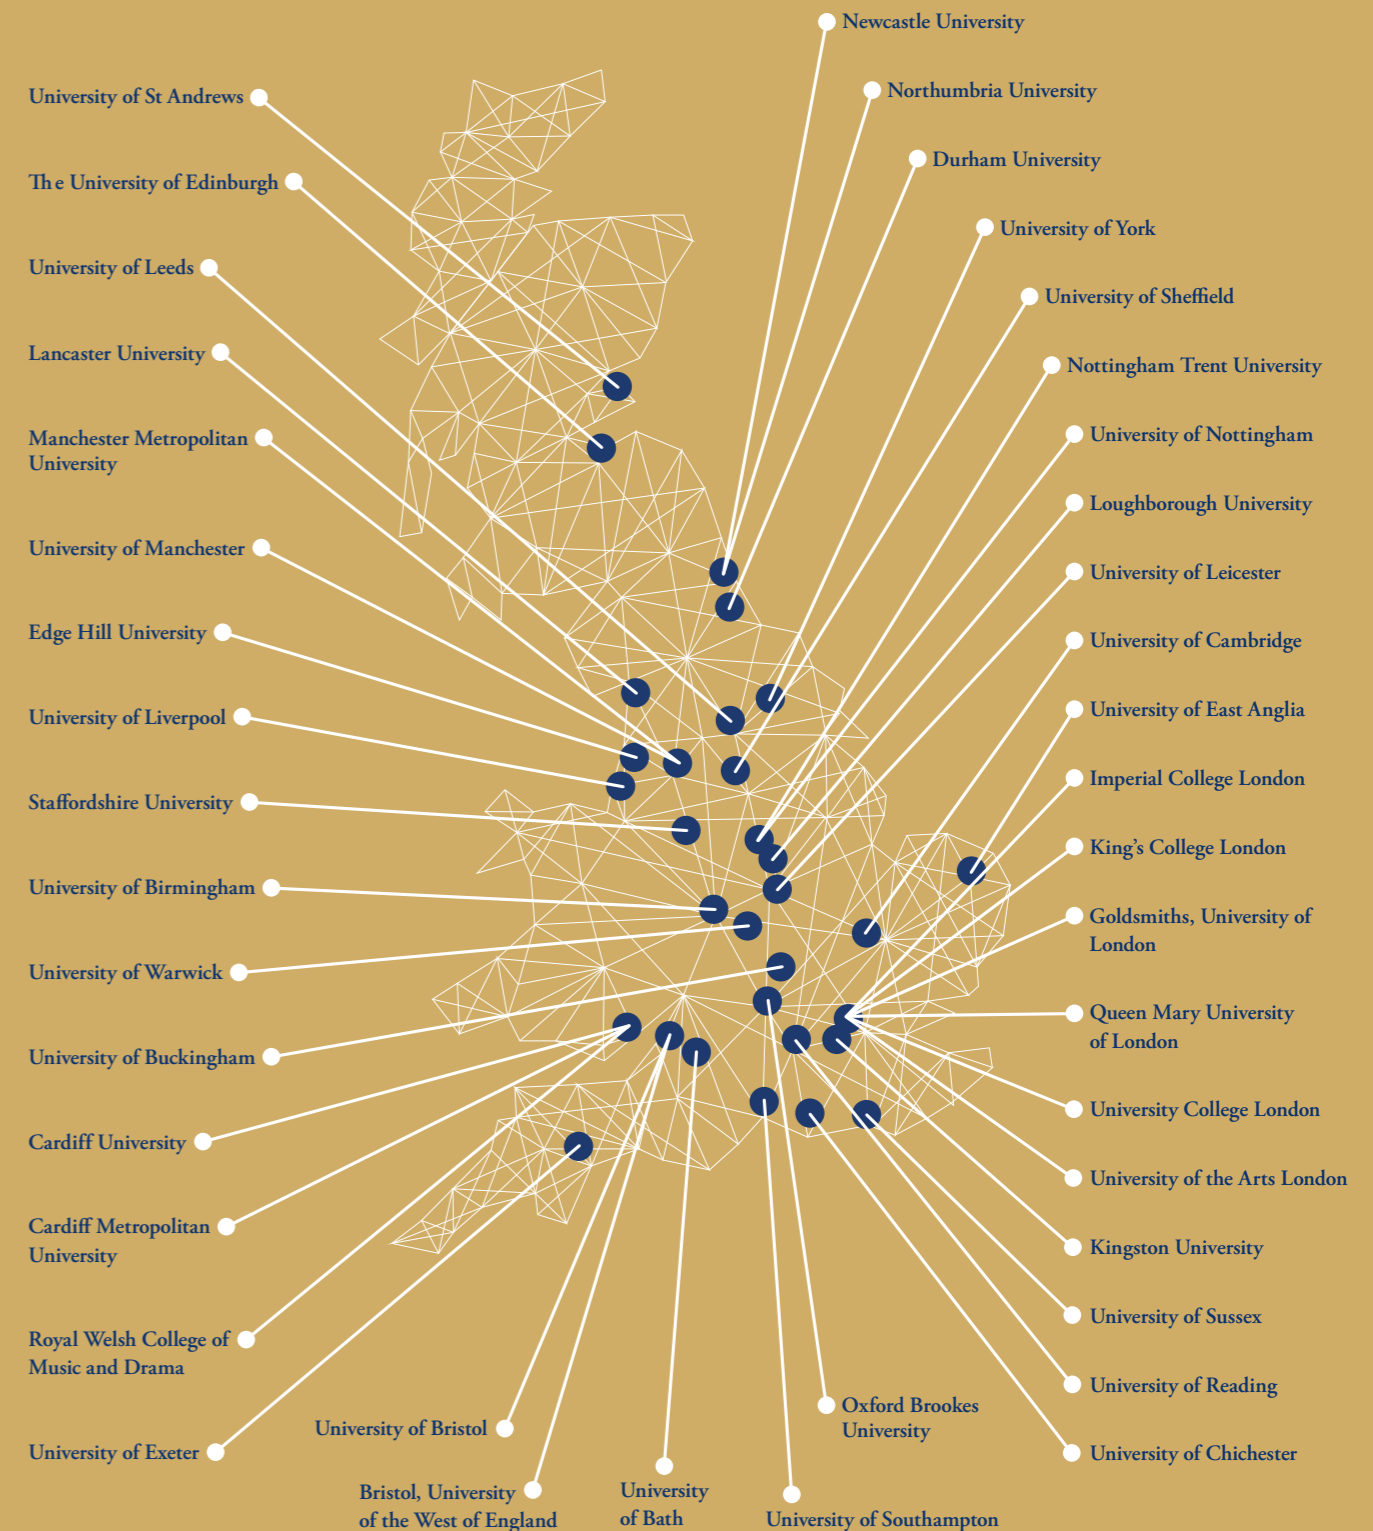 Newcastle University
Northumbria University
Durham University
University of York
University of Sheffield
Nottingham Trent University
University of Nottingham
Loughborough University
University of Leicester
University of Cambridge
University of East Anglia
Imperial College London
King’s College London
Goldsmiths, University of
London
Queen Mary University
of London
University College London
University of the Arts London
Kingston University
University of Sussex
University of Reading
University of Chichester
University of St Andrews
The University of Edinburgh
University of Leeds
Lancaster University
Manchester Metropolitan
University
University of Manchester
Edge Hill University
University of Liverpool
Staffordshire University
University of Birmingham
University of Warwick
University of Buckingham
Cardiff University
Cardiff Metropolitan
University
Royal Welsh College of
Music and Drama
University of Exeter
University of Bristol
Bristol, University
of the West of England
University
of Bath
Oxford Brookes
University
University of Southampton